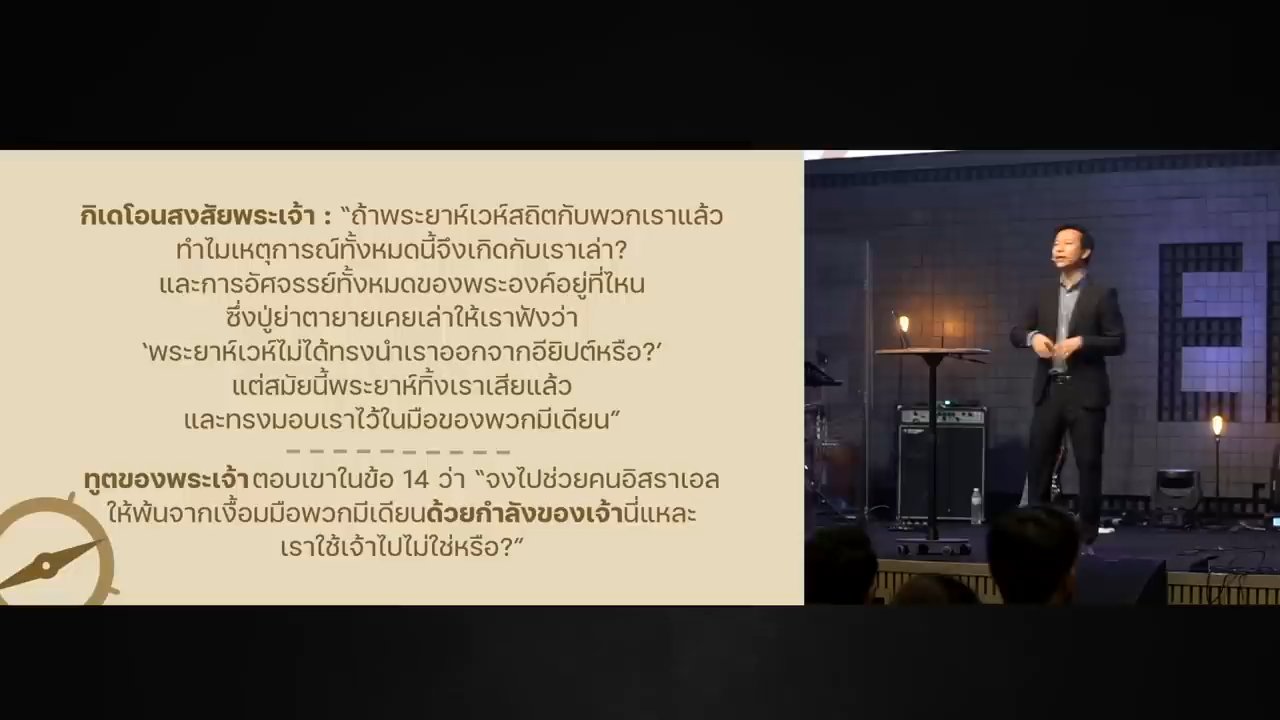 กิเดโอนสงสัยพระเจ้า : “ถ้าพระยาห์เวห์สถิตกับพวกเราแล้ว
ทำไมเหตุการณ์ทั้งหมดนี้จึงเกิดกับเราเล่า?
และการอัศจรรย์ทั้งหมดของพระองค์อยู่ที่ไหน
ซึ่งปู่ย่าตายายเคยเล่าให้เราฟังว่า
‘พระยาห์เวห์ไม่ได้ทรงนำเราออกจากอียิปต์หรือ?’
แต่สมัยนี้พระยาห์ทิ้งเราเสียแล้ว
และทรงมอบเราไว้ในมือของพวกมีเดียน”
ทูตของพระเจ้า ตอบเขาในข้อ 14 ว่า “จงไปช่วยคนอิสราเอล
ให้พ้นจากเงื้อมมือพวกมีเดียนด้วยกำลังของเจ้านี่แหละ
เราใช้เจ้าไปไม่ใช่หรือ?”